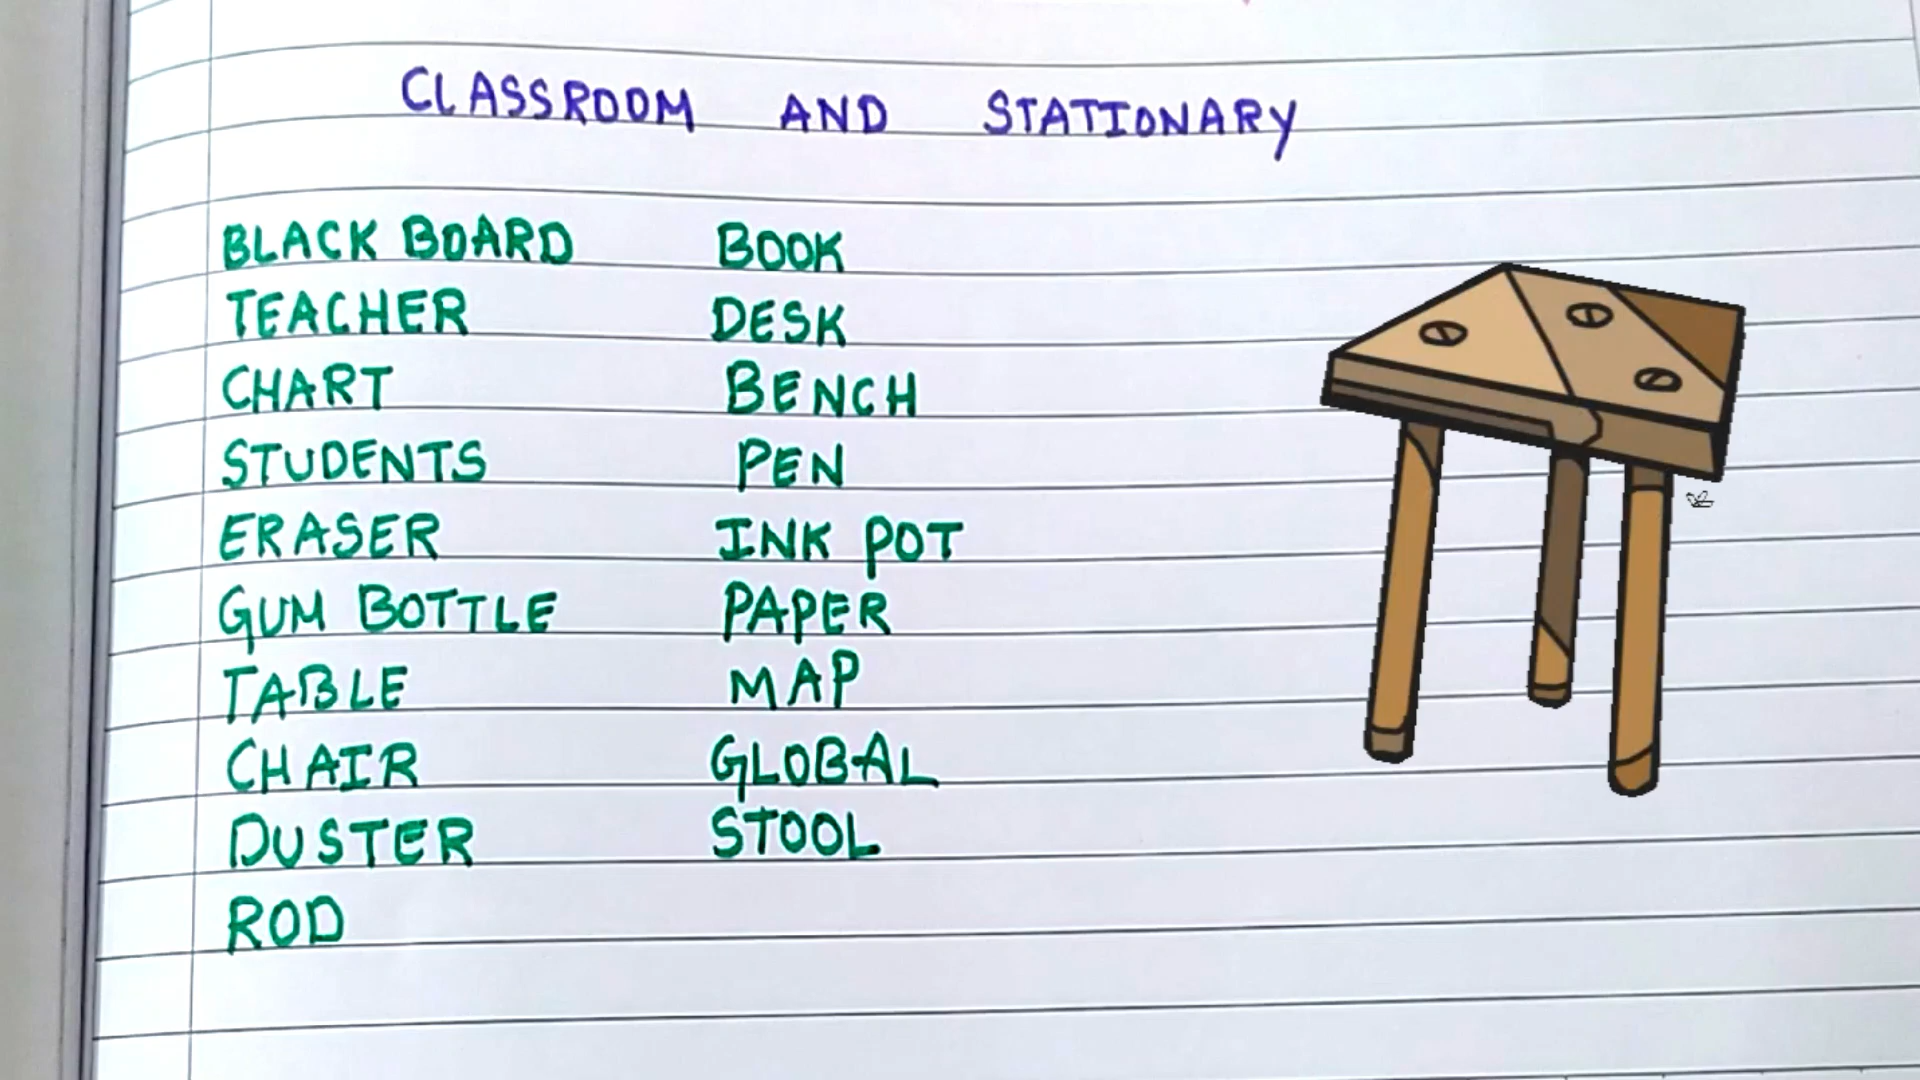 CLASSROOM AND STATIONARY
BLACK BOARD BOOK
TEACHER DESK
CHART BENCH
STUDENTS PEN
ERASER INK POT
GUM BOTTLE PAPER
TABLE MAP
CHAIR GLOBAL
DUSTER STOOL
ROD